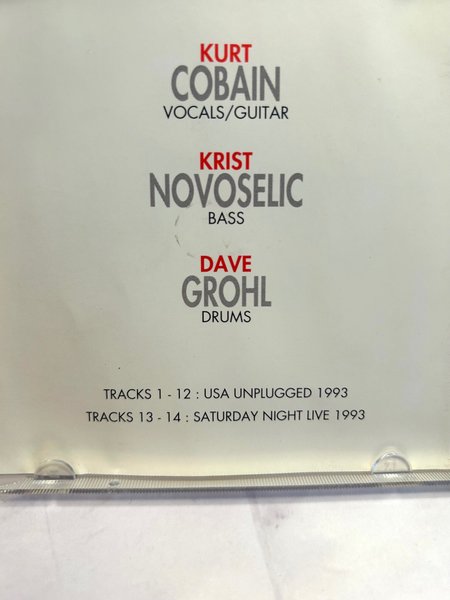 KURT
COBAIN
VOCALS/GUITAR
KRIST
NOVOSELIC
BASS
DAVE
GROHL
DRUMS
TRACKS 1 - 12 : USA UNPLUGGED 1993
TRACKS 13 - 14 : SATURDAY NIGHT LIVE 1993